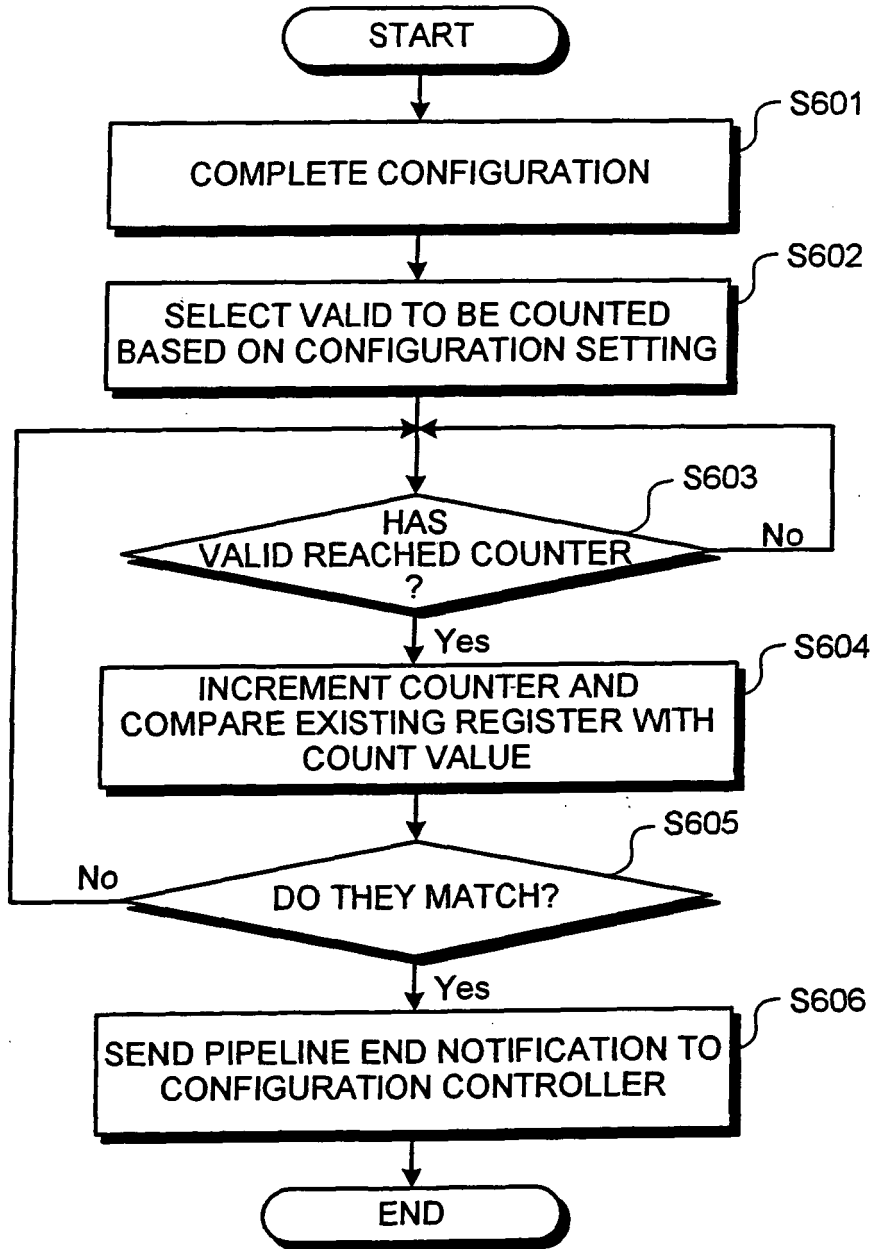 START
S601
COMPLETE CONFIGURATION
S602
SELECT VALID TO BE COUNTED
BASED ON CONFIGURATION SETTING
S603
HAS
VALID REACHED COUNTER
?
No
Yes
S604
INCREMENT COUNTER AND
COMPARE EXISTING REGISTER WITH
COUNT VALUE
S605
No
DO THEY MATCH?
Yes
S606
SEND PIPELINE END NOTIFICATION TO
CONFIGURATION CONTROLLER
END